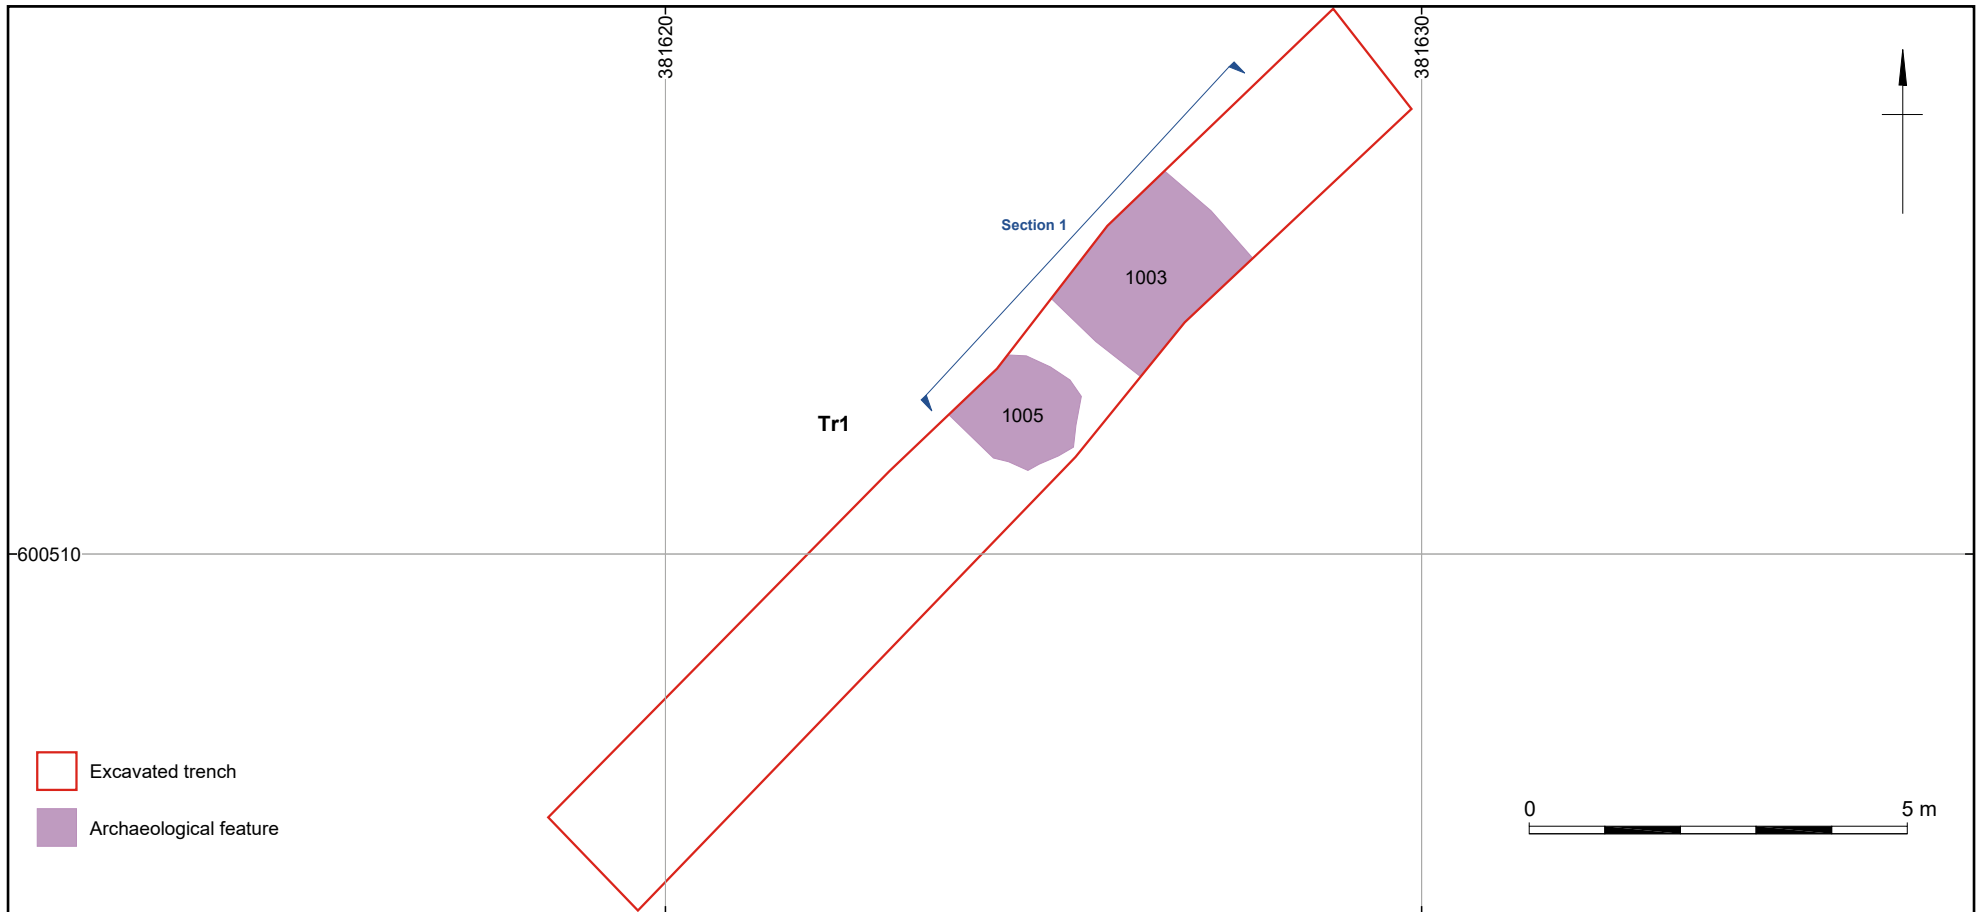 381620
381630
Section 1
1003
1005
Tr1
600510
Excavated trench
Archaeological feature
0 5 m